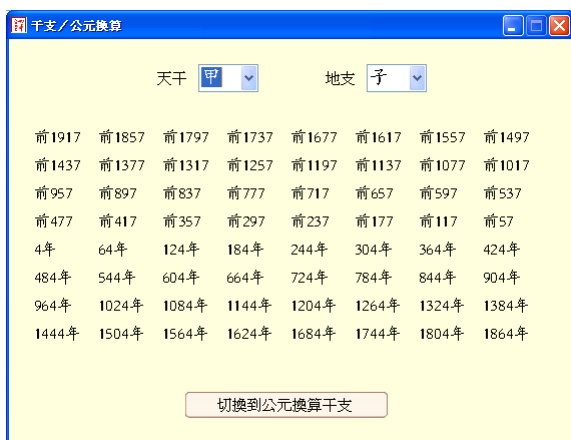 干支／公元換算
天干 甲 地支 子
前1917 前1857 前1797 前1737 前1677 前1617 前1557 前1497
前1437 前1377 前1317 前1257 前1197 前1137 前1077 前1017
前957 前897 前837 前777 前717 前657 前597 前537
前477 前417 前357 前297 前237 前177 前117 前57
4年 64年 124年 184年 244年 304年 364年 424年
484年 544年 604年 664年 724年 784年 844年 904年
964年 1024年 1084年 1144年 1204年 1264年 1324年 1384年
1444年 1504年 1564年 1624年 1684年 1744年 1804年 1864年
切換到公元換算干支